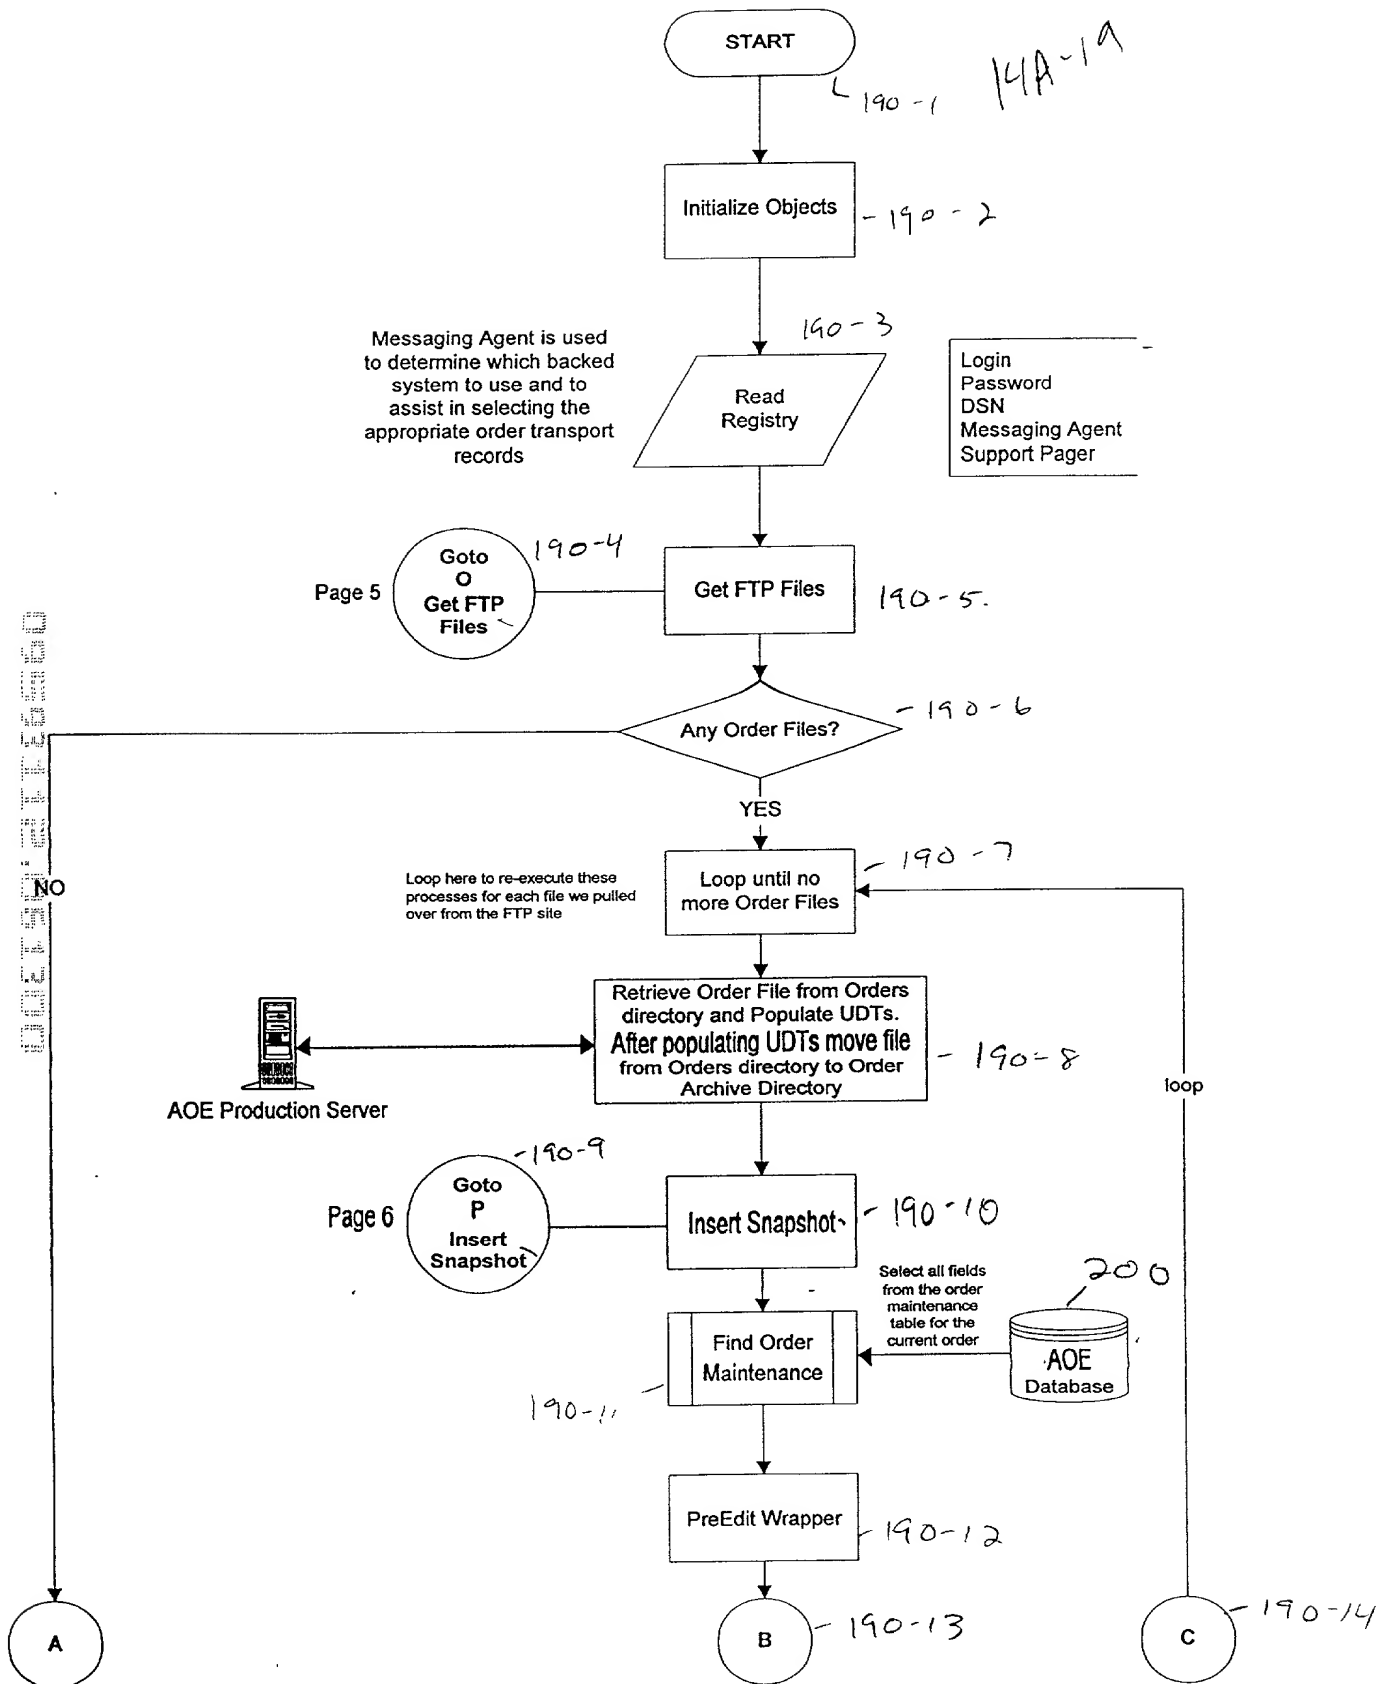 START
14A-19
190-1
Initialize Objects
190-2
190-3
Messaging Agent is used
to determine which backed
system to use and to
assist in selecting the
appropriate order transport
records
Read
Registry
Login
Password
DSN
Messaging Agent
Support Pager
190-4
Page 5
Goto
O
Get FTP
Files
Get FTP Files
190-5.
Any Order Files?
190-6
YES
NO
Loop here to re-execute these
processes for each file we pulled
over from the FTP site
Loop until no
more Order Files
190-7
Retrieve Order File from Orders
directory and Populate UDTs.
After populating UDTs move file
from Orders directory to Order
Archive Directory
190-8
AOE Production Server
loop
190-9
Page 6
Goto
P
Insert
Snapshot
Insert Snapshot
190-10
Select all fields
from the order
maintenance
table for the
current order
200
Find Order
Maintenance
AOE
Database
190-11
PreEdit Wrapper
190-12
A
B
190-13
C
190-14